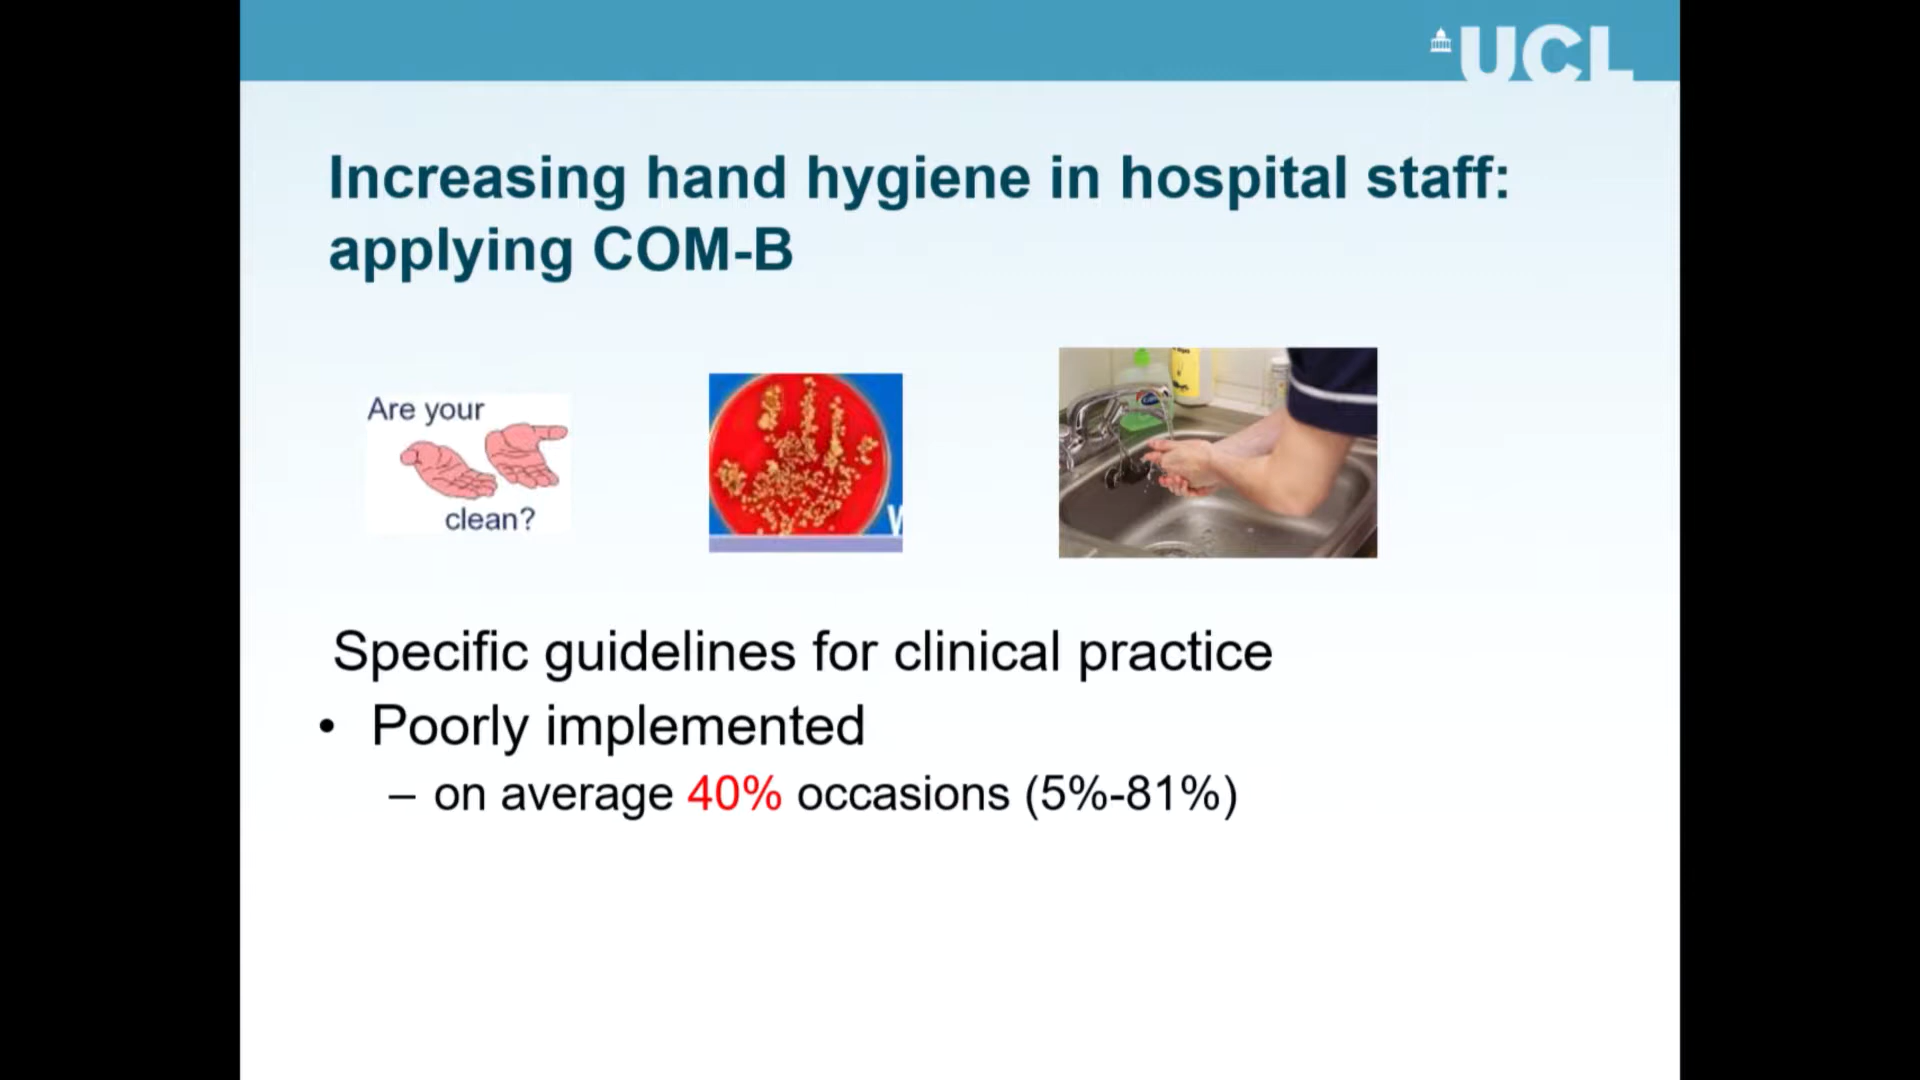 UCL
Increasing hand hygiene in hospital staff:
applying COM-B
Are your
clean?
Specific guidelines for clinical practice
• Poorly implemented
– on average 40% occasions (5%-81%)